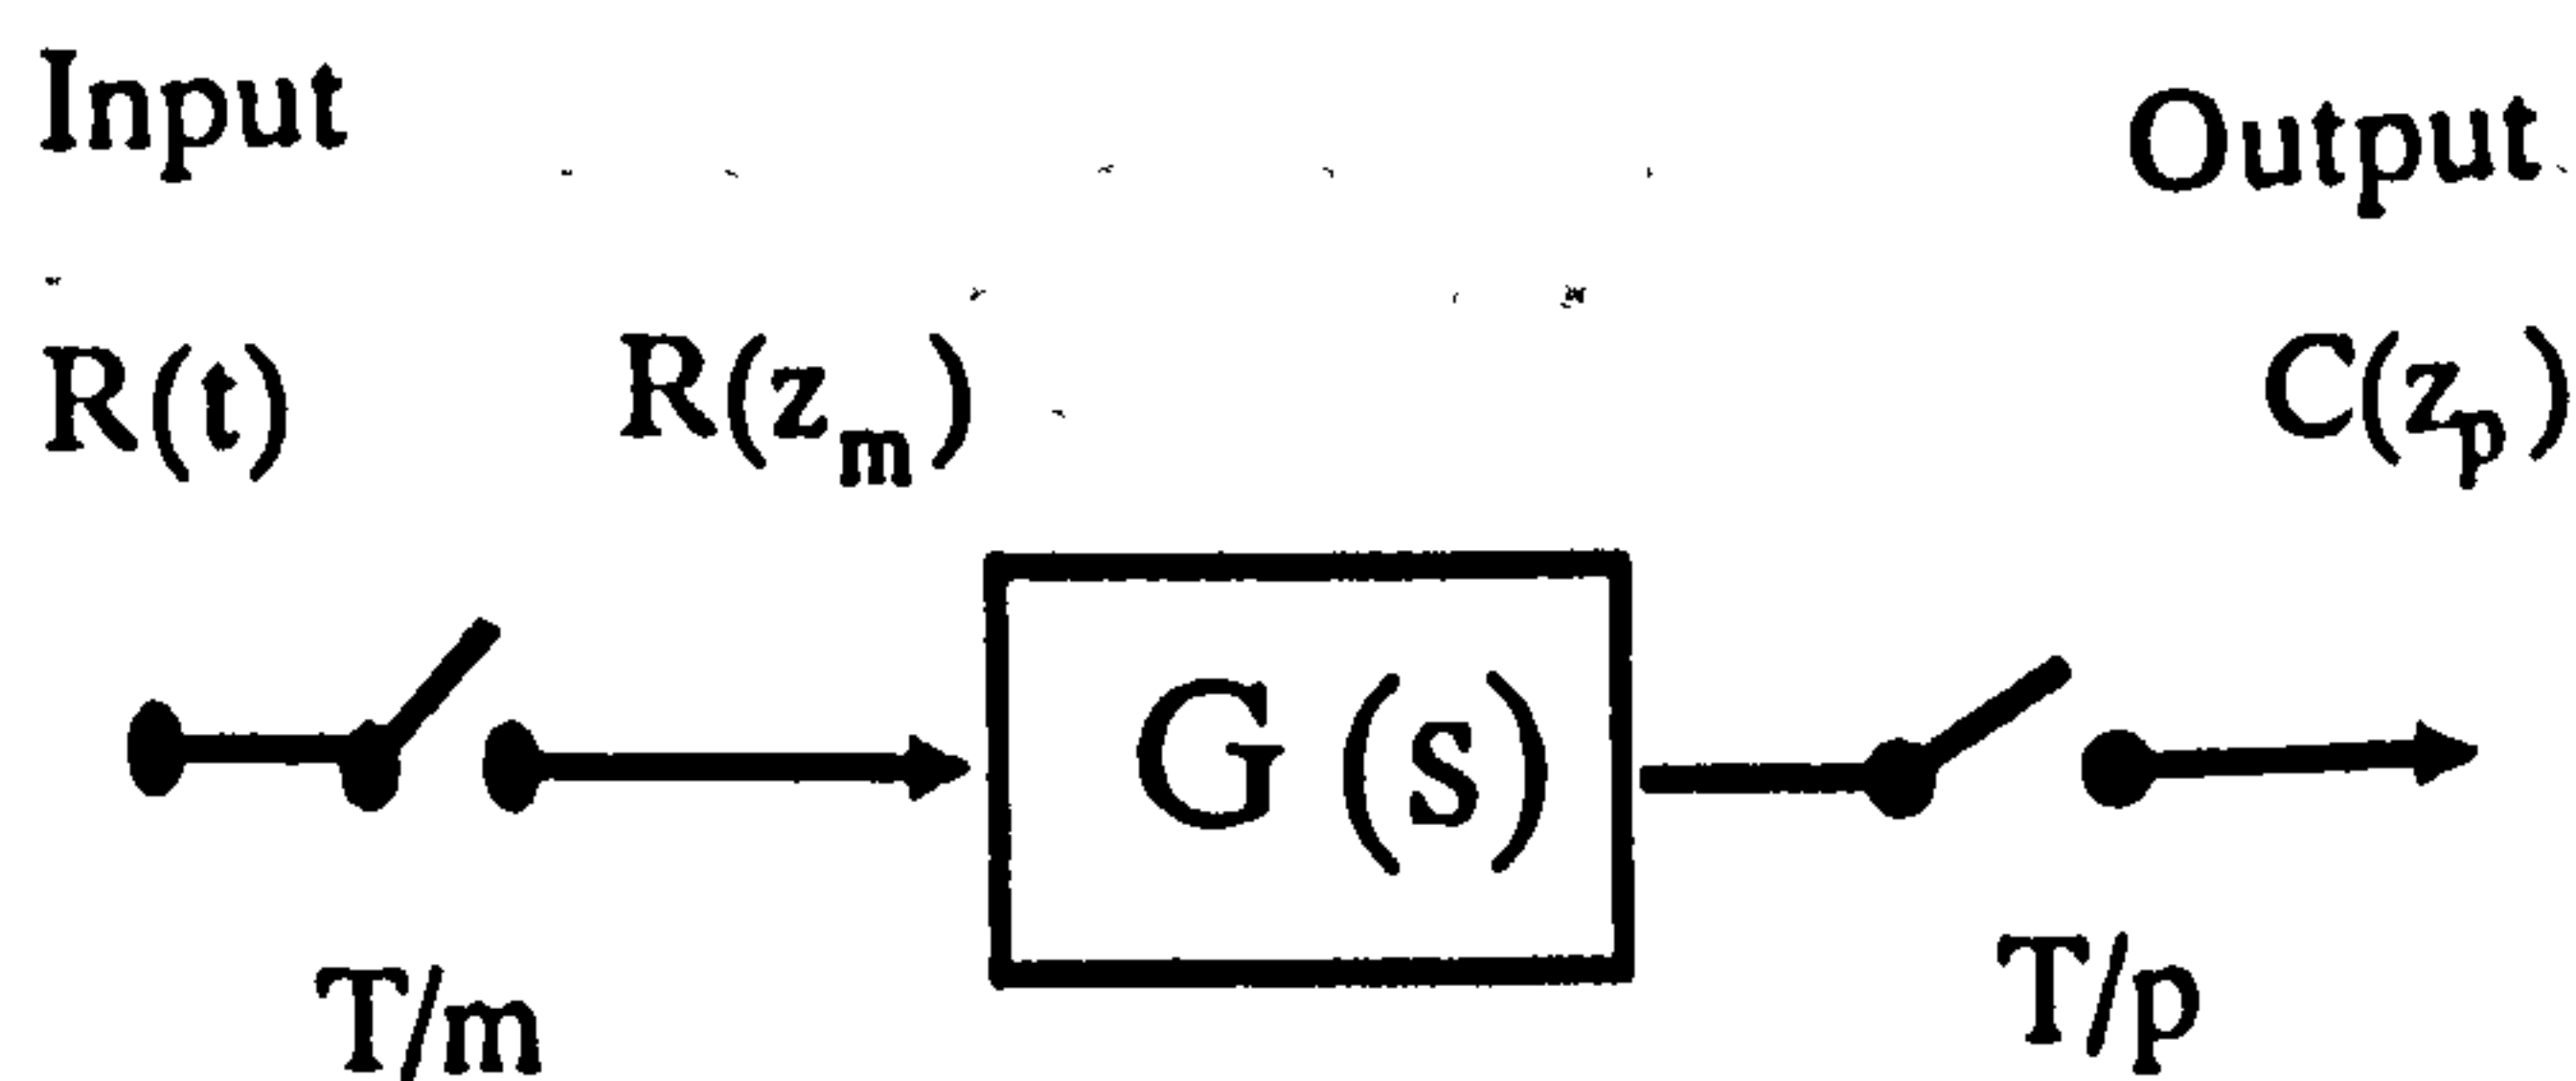 Input Output
R(t) R(z_m) C(z_p)
G(s)
T/m T/p